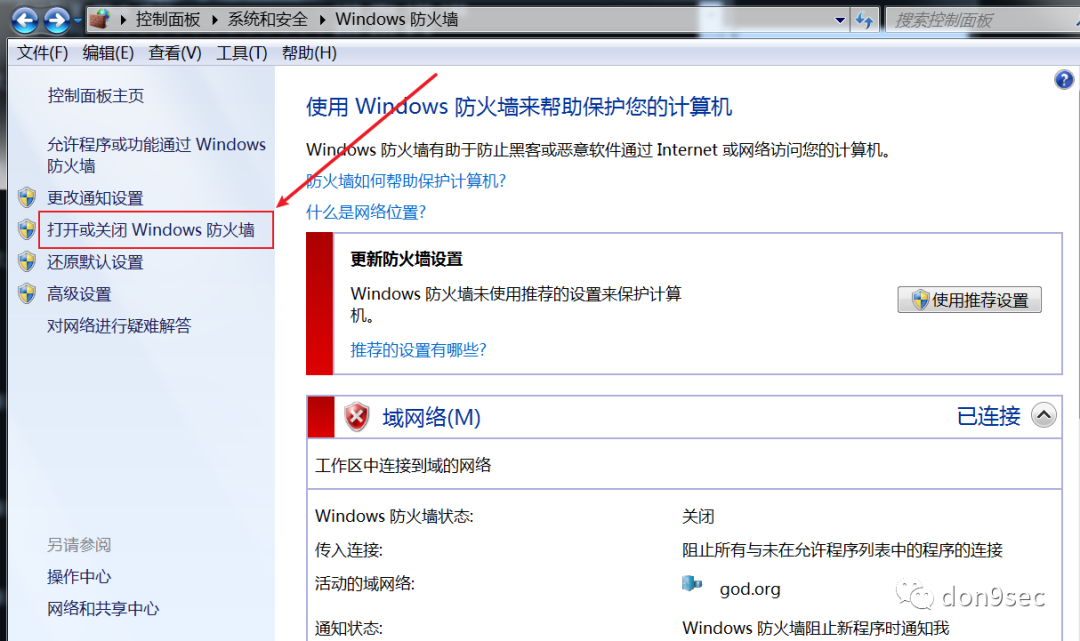 控制面板 ▸ 系统和安全 ▸ Windows 防火墙
搜索控制面板
文件(F) 编辑(E) 查看(V) 工具(T) 帮助(H)
控制面板主页
允许程序或功能通过 Windows
防火墙
更改通知设置
打开或关闭 Windows 防火墙
还原默认设置
高级设置
对网络进行疑难解答
另请参阅
操作中心
网络和共享中心
使用 Windows 防火墙来帮助保护您的计算机
Windows 防火墙有助于防止黑客或恶意软件通过 Internet 或网络访问您的计算机。
防火墙如何帮助保护计算机?
什么是网络位置?
更新防火墙设置
Windows 防火墙未使用推荐的设置来保护计算
机。
使用推荐设置
推荐的设置有哪些?
域网络(M)
已连接
工作区中连接到域的网络
Windows 防火墙状态: 关闭
传入连接: 阻止所有与未在允许程序列表中的程序的连接
活动的域网络: god.org
通知状态: Windows 防火墙阻止新程序时通知我
don9sec